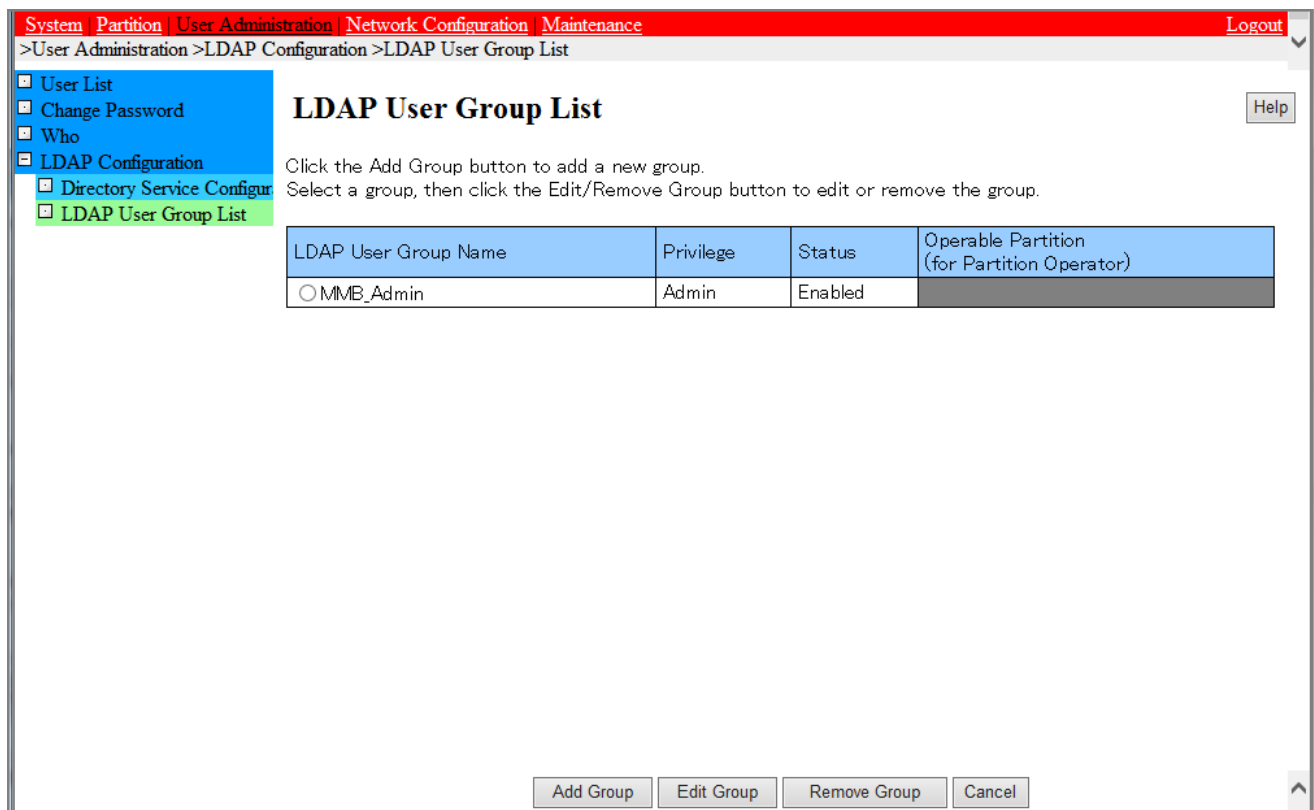 System | Partition | User Administration | Network Configuration | Maintenance Logout
>User Administration >LDAP Configuration >LDAP User Group List
User List
Change Password
Who
LDAP Configuration
Directory Service Configur
LDAP User Group List
LDAP User Group List
Help
Click the Add Group button to add a new group.
Select a group, then click the Edit/Remove Group button to edit or remove the group.
LDAP User Group Name Privilege Status Operable Partition
(for Partition Operator)
MMB_Admin Admin Enabled
Add Group Edit Group Remove Group Cancel